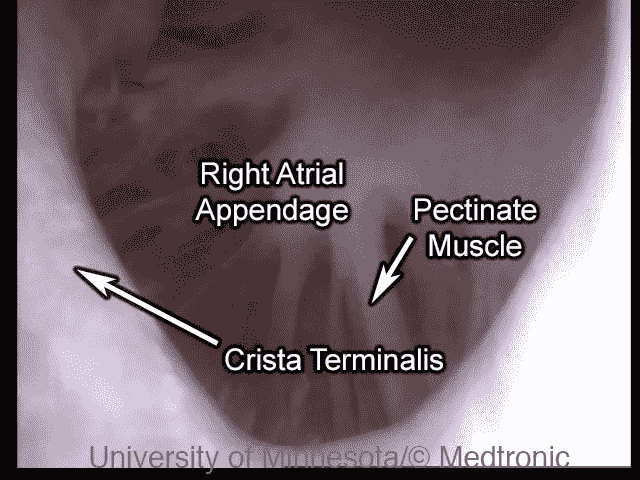 Right Atrial
Appendage
Pectinate
Muscle
Crista Terminalis
University of Minnesota/© Medtronic